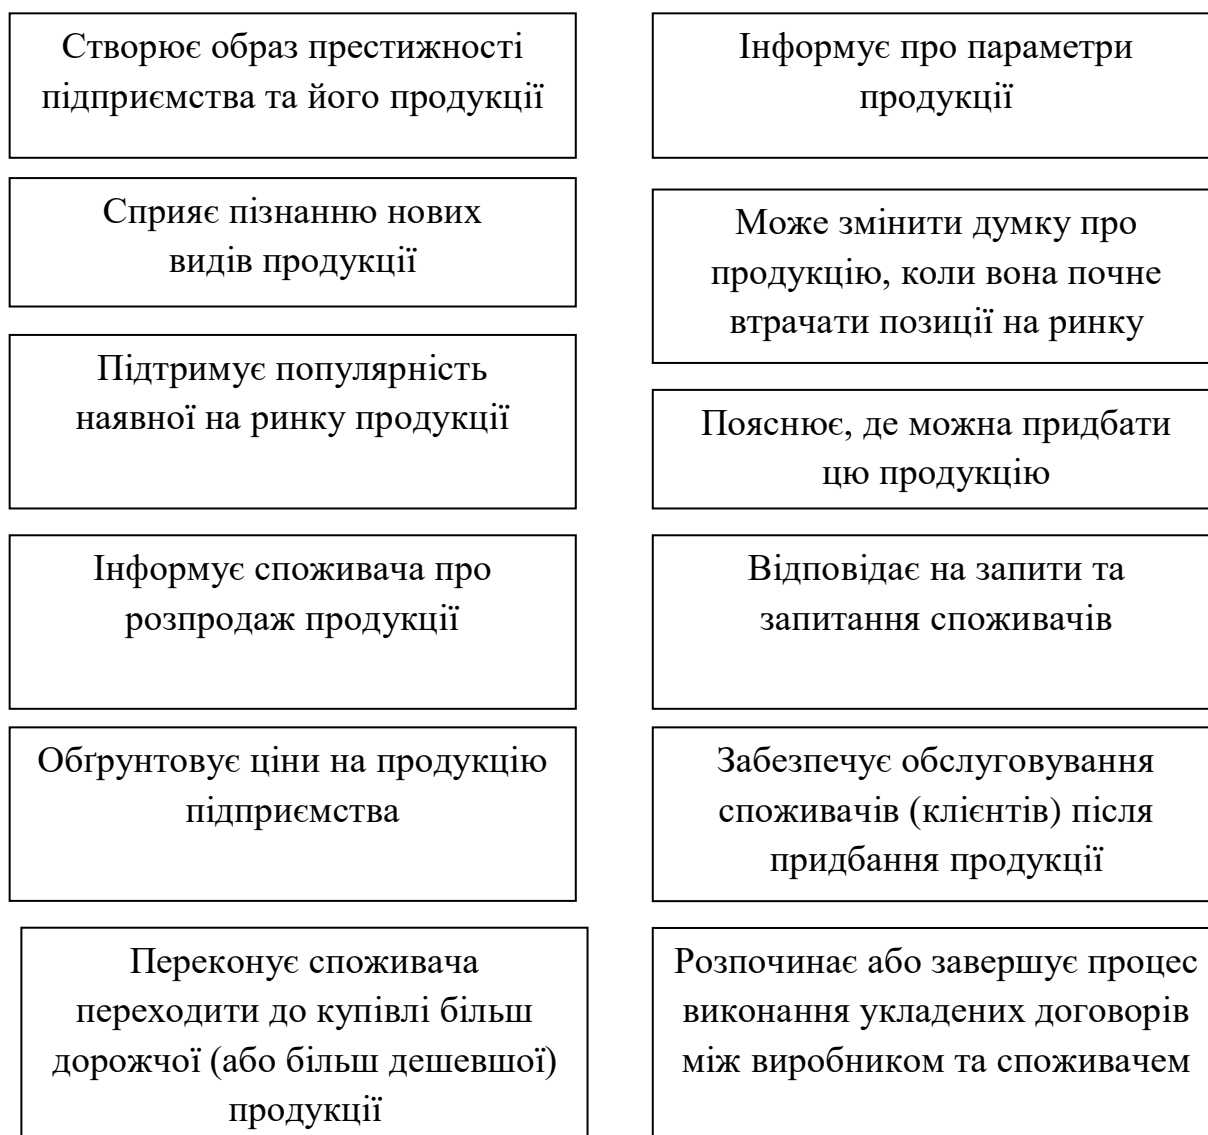 Створює образ престижності
підприємства та його продукції
Інформує про параметри
продукції
Сприяє пізнанню нових
видів продукції
Може змінити думку про
продукцію, коли вона почне
втрачати позиції на ринку
Підтримує популярність
наявної на ринку продукції
Пояснює, де можна придбати
цю продукцію
Інформує споживача про
розпродаж продукції
Відповідає на запити та
запитання споживачів
Обґрунтовує ціни на продукцію
підприємства
Забезпечує обслуговування
споживачів (клієнтів) після
придбання продукції
Переконує споживача
переходити до купівлі більш
дорожчої (або більш дешевшої)
продукції
Розпочинає або завершує процес
виконання укладених договорів
між виробником та споживачем